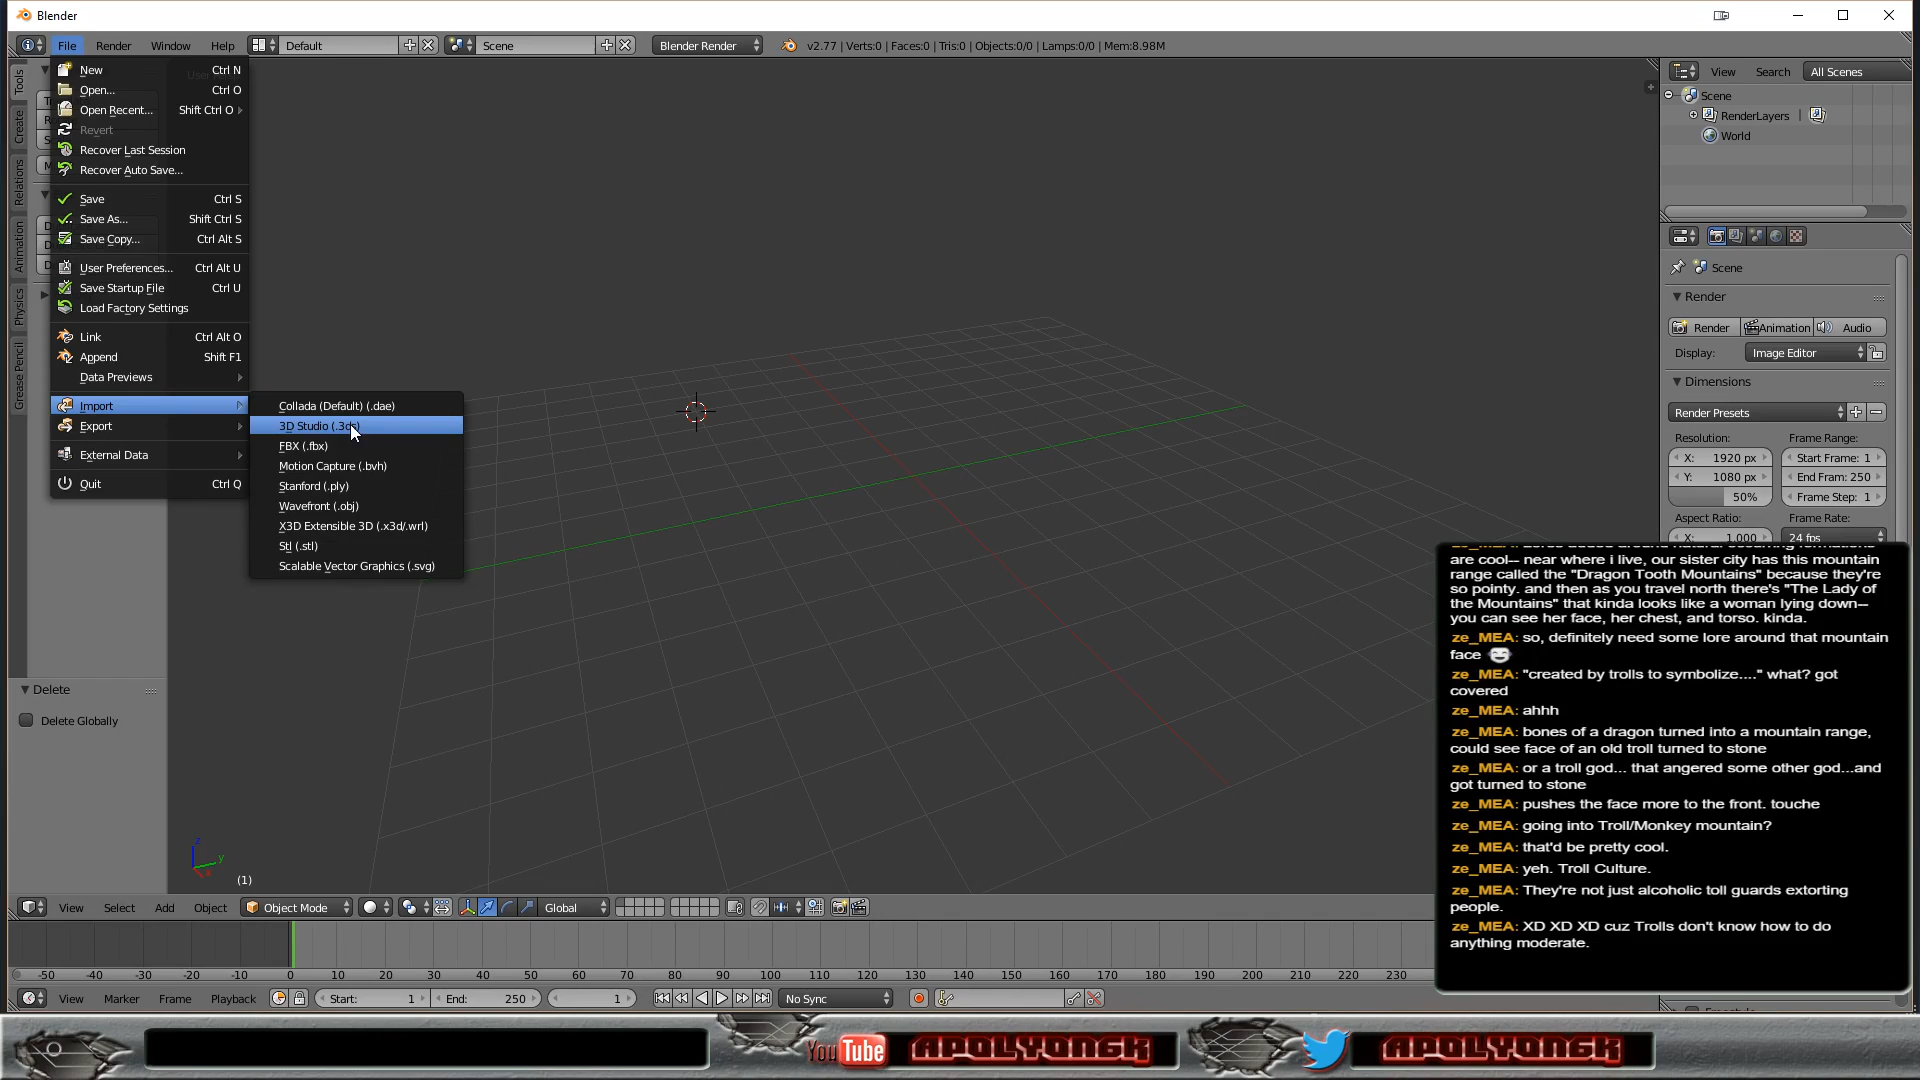 Blender
File Render Window Help Default Scene Blender Render v2.77 | Verts:0 | Faces:0 | Tris:0 | Objects:0/0 | Lamps:0/0 | Mem:8.98M
New Ctrl N
Open... Ctrl O
Open Recent... Shift Ctrl O
Revert
Recover Last Session
Recover Auto Save...
Save Ctrl S
Save As... Shift Ctrl S
Save Copy... Ctrl Alt S
User Preferences... Ctrl Alt U
Save Startup File Ctrl U
Load Factory Settings
Link Ctrl Alt O
Append Shift F1
Data Previews
Import
Export
External Data
Quit Ctrl Q
Collada (Default) (.dae)
3D Studio (.3ds)
FBX (.fbx)
Motion Capture (.bvh)
Stanford (.ply)
Wavefront (.obj)
X3D Extensible 3D (.x3d/.wrl)
Stl (.stl)
Scalable Vector Graphics (.svg)
Tools
Create
Relations
Animation
Physics
Grease Pencil
Delete
Delete Globally
z
y
x
(1)
View Search All Scenes
Scene
RenderLayers |
World
Scene
Render
Render Animation Audio
Display: Image Editor
Dimensions
Render Presets
Resolution: Frame Range:
X: 1920 px Start Frame: 1
Y: 1080 px End Fram: 250
50% Frame Step: 1
Aspect Ratio: Frame Rate:
X: 1.000 24 fps
are cool-- near where i live, our sister city has this mountain
range called the "Dragon Tooth Mountains" because they're
so pointy. and then as you travel north there's "The Lady of
the Mountains" that kinda looks like a woman lying down--
you can see her face, her chest, and torso. kinda.
ze_MEA: so, definitely need some lore around that mountain
face
ze_MEA: "created by trolls to symbolize...." what? got
covered
ze_MEA: ahhh
ze_MEA: bones of a dragon turned into a mountain range,
could see face of an old troll turned to stone
ze_MEA: or a troll god... that angered some other god...and
got turned to stone
ze_MEA: pushes the face more to the front. touche
ze_MEA: going into Troll/Monkey mountain?
ze_MEA: that'd be pretty cool.
ze_MEA: yeh. Troll Culture.
ze_MEA: They're not just alcoholic toll guards extorting
people.
ze_MEA: XD XD XD cuz Trolls don't know how to do
anything moderate.
View Select Add Object Object Mode Global
-50 -40 -30 -20 -10 0 10 20 30 40 50 60 70 80 90 100 110 120 130 140 150 160 170 180 190 200 210 220 230
View Marker Frame Playback Start: 1 End: 250 1 No Sync
YouTube APOLYON6K APOLYON6K